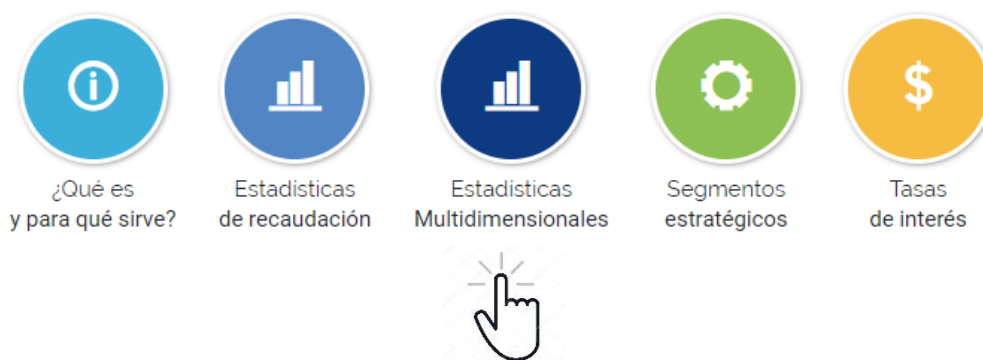 ¿Qué es
y para qué sirve?
Estadísticas
de recaudación
Estadísticas
Multidimensionales
Segmentos
estratégicos
Tasas
de interés